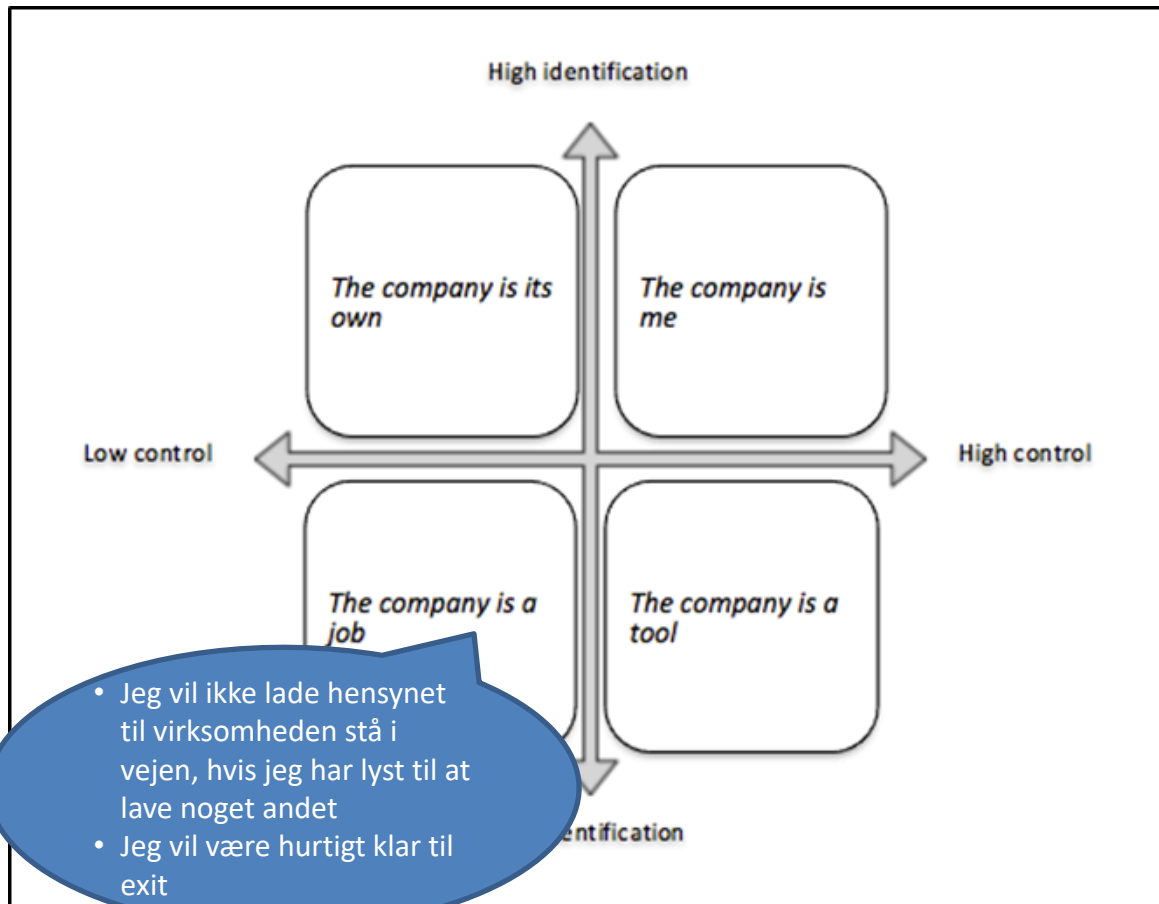 High identification
The company is its
own
The company is
me
Low control
High control
The company is a
job
The company is a
tool
• Jeg vil ikke lade hensynet
til virksomheden stå i
vejen, hvis jeg har lyst til at
lave noget andet
• Jeg vil være hurtigt klar til
exit
entification